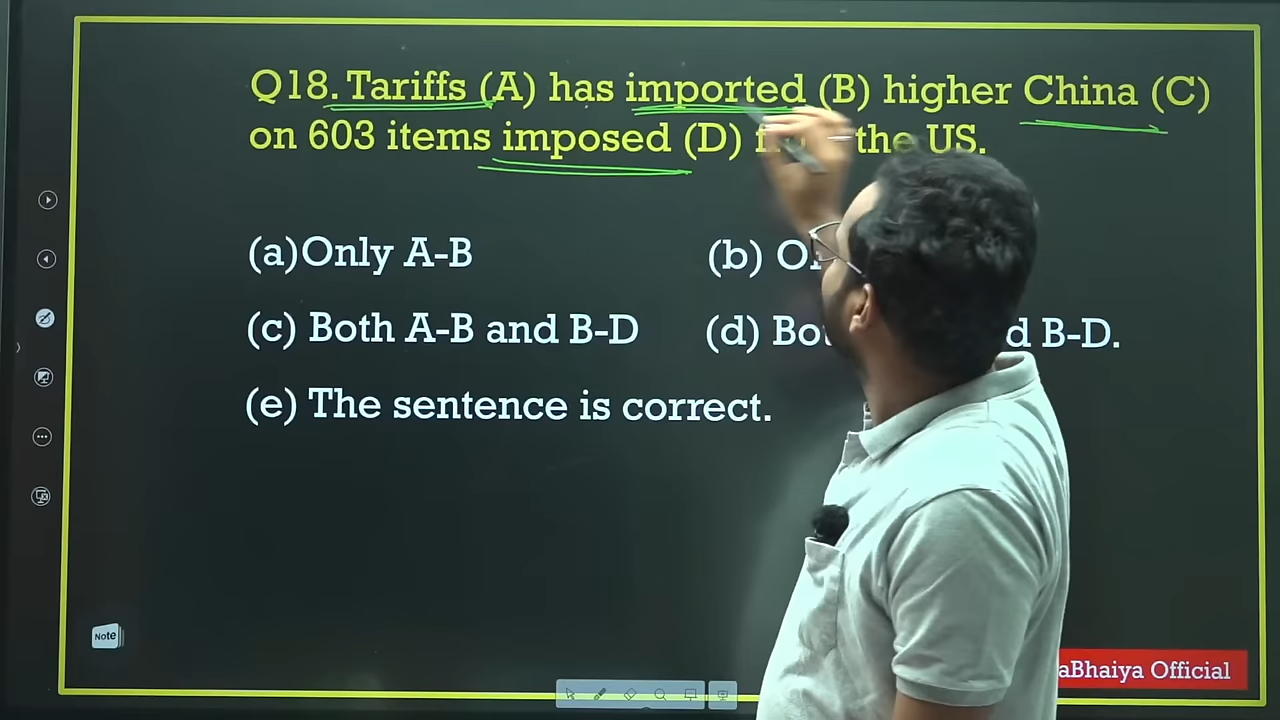 Q18. Tariffs (A) has imported (B) higher China (C)
on 603 items imposed (D) the US.
(a)Only A-B
(b)
(c) Both A-B and B-D
(d) B-D.
(e) The sentence is correct.
Note
aBhaiya Official